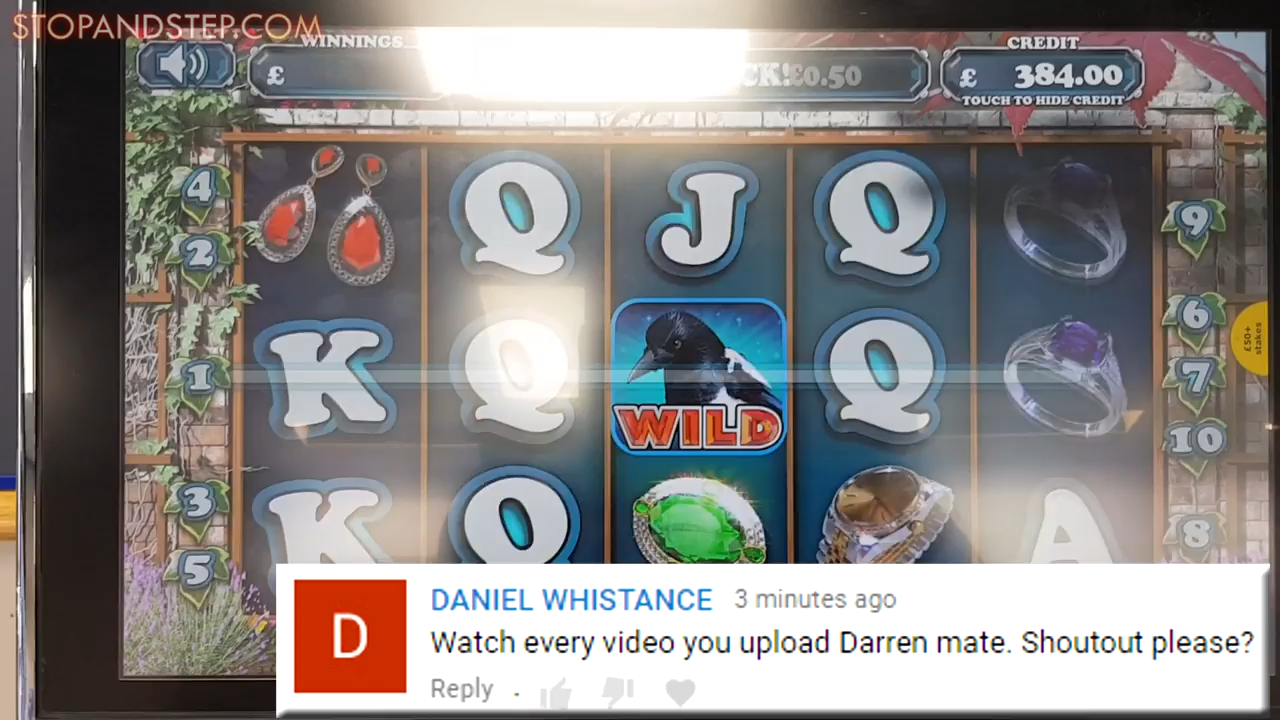 STOPANDSTEP.COM
WINNINGS
CREDIT
£
CK!£0.50
£ 384.00
TOUCH TO HIDE CREDIT
4 Q J Q
9
2
6
£50+
stakes
1 K Q Q
7
WILD
10
3 K Q A
8
5
D
DANIEL WHISTANCE 3 minutes ago
Watch every video you upload Darren mate. Shoutout please?
Reply